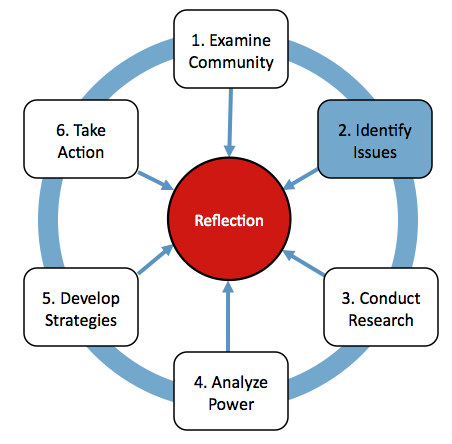 1. Examine
Community
2. Identify
Issues
3. Conduct
Research
4. Analyze
Power
5. Develop
Strategies
6. Take
Action
Reflection